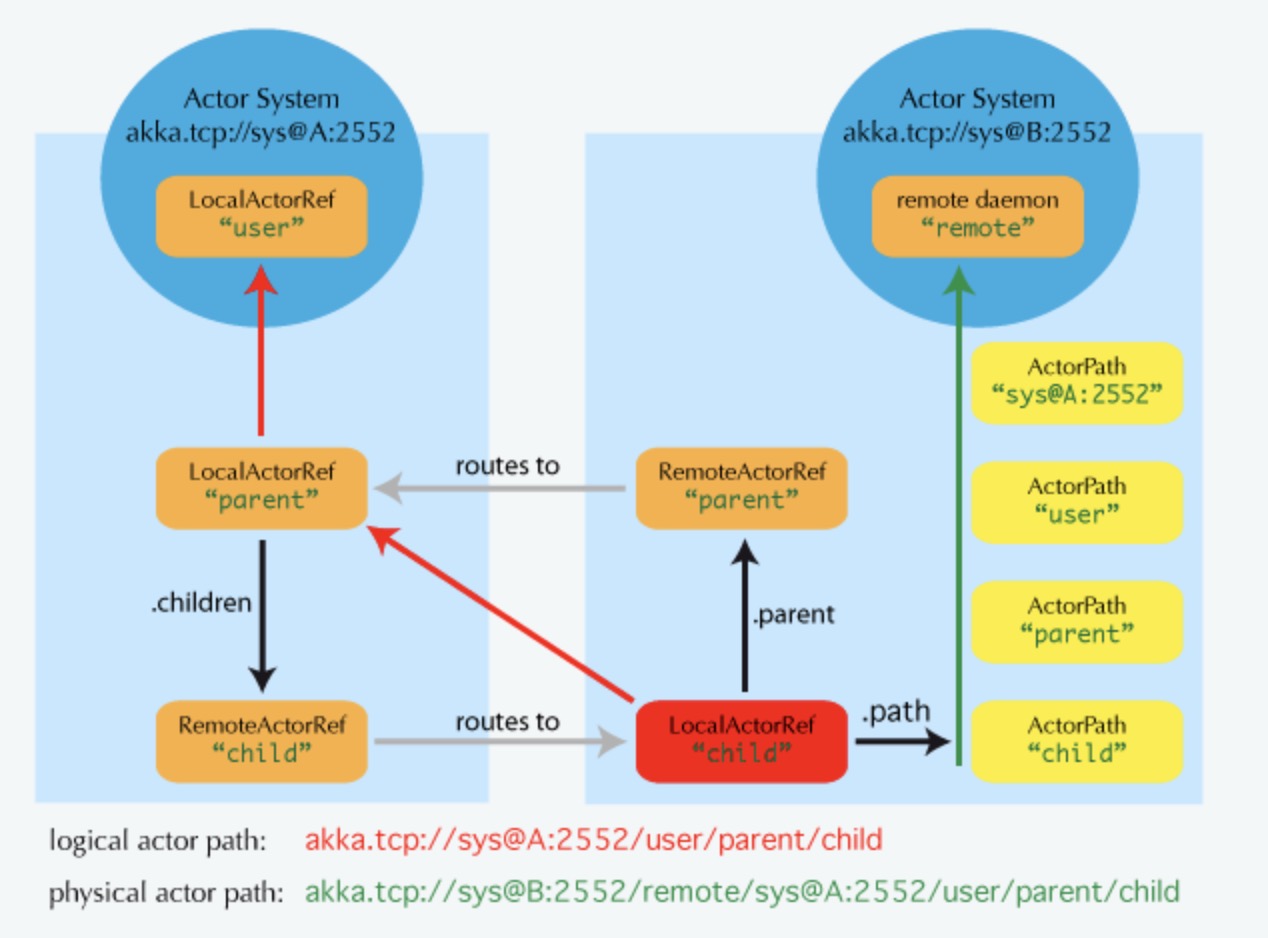 Actor System
akka.tcp://sys@A:2552
LocalActorRef
“user”
Actor System
akka.tcp://sys@B:2552
remote daemon
“remote”
ActorPath
“sys@A:2552”
LocalActorRef
“parent”
routes to
RemoteActorRef
“parent”
ActorPath
“user”
.children
.parent
ActorPath
“parent”
RemoteActorRef
“child”
routes to
LocalActorRef
“child”
.path
ActorPath
“child”
logical actor path: akka.tcp://sys@A:2552/user/parent/child
physical actor path: akka.tcp://sys@B:2552/remote/sys@A:2552/user/parent/child